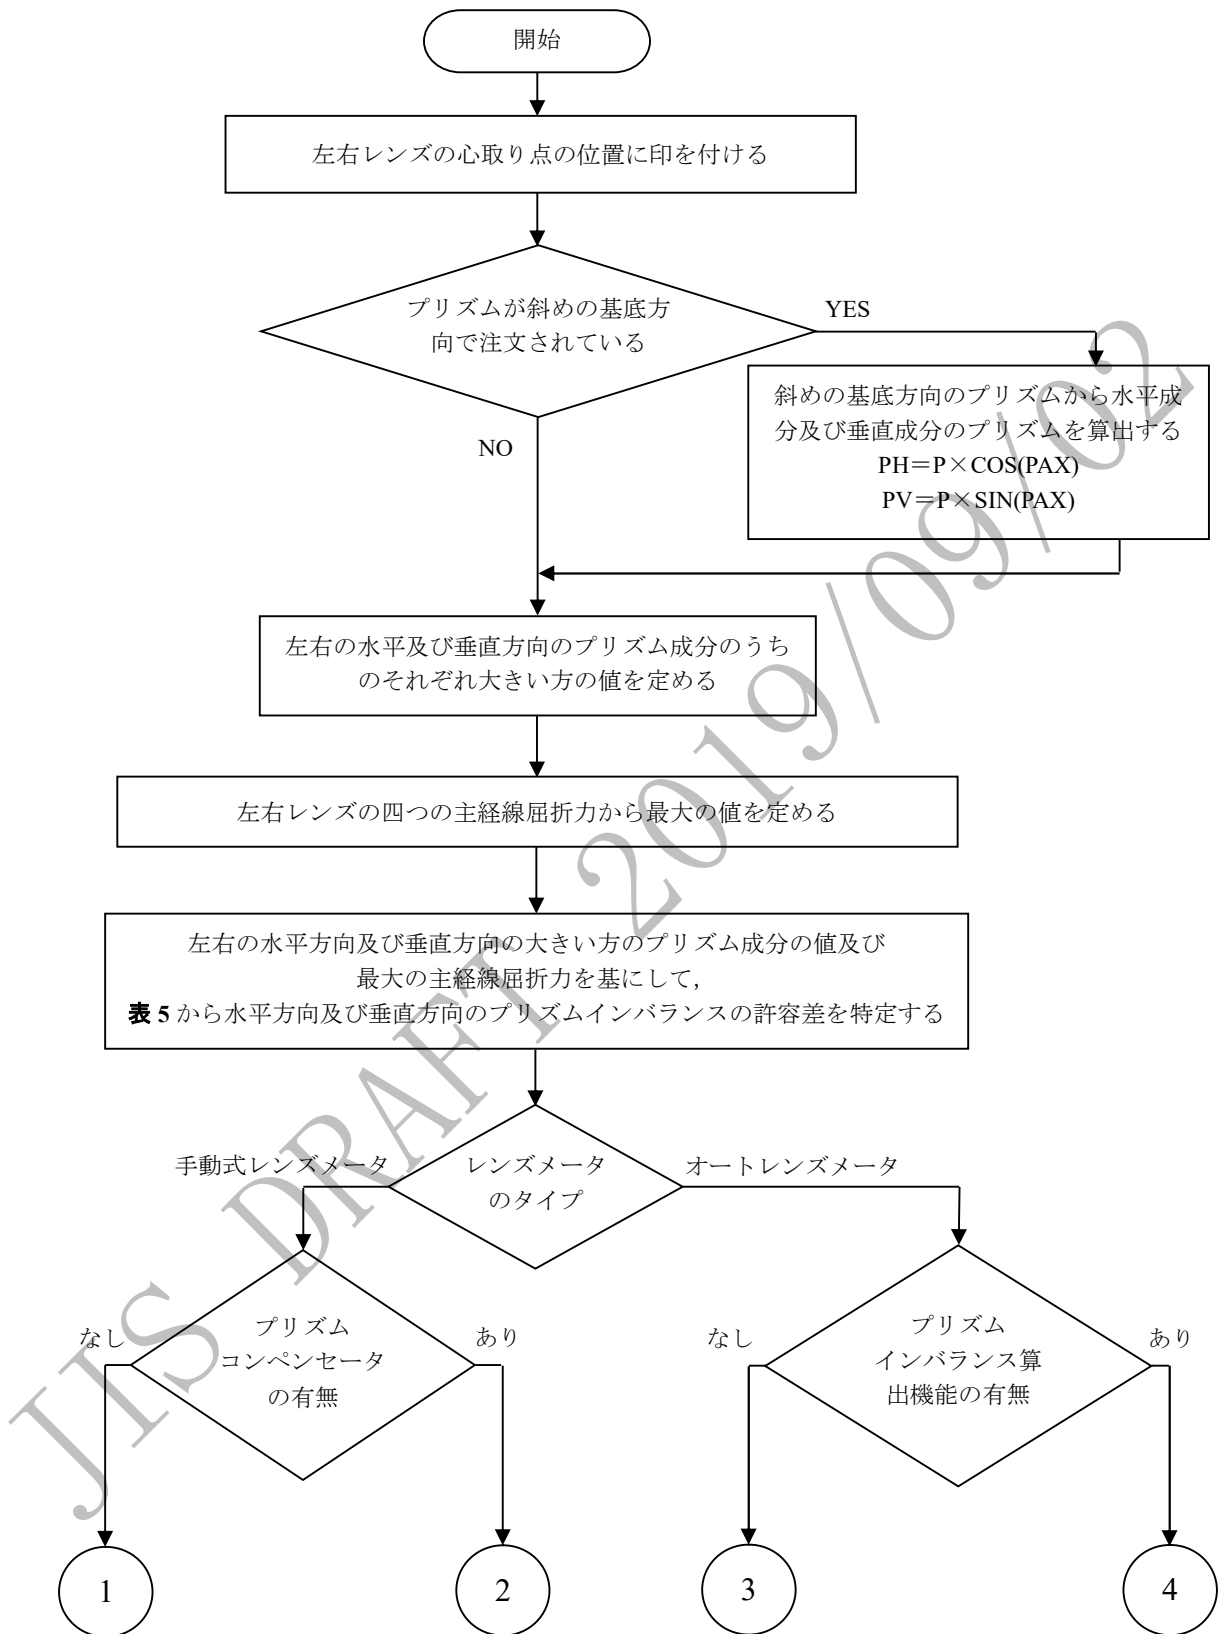 開始
左右レンズの心取り点の位置に印を付ける
プリズムが斜めの基底方
向で注文されている
YES
斜めの基底方向のプリズムから水平成
分及び垂直成分のプリズムを算出する
PH＝P×COS(PAX)
PV＝P×SIN(PAX)
NO
左右の水平及び垂直方向のプリズム成分のうち
のそれぞれ大きい方の値を定める
左右レンズの四つの主経線屈折力から最大の値を定める
左右の水平方向及び垂直方向の大きい方のプリズム成分の値及び
最大の主経線屈折力を基にして，
表 5 から水平方向及び垂直方向のプリズムインバランスの許容差を特定する
手動式レンズメータ
レンズメータ
のタイプ
オートレンズメータ
なし
プリズム
コンペンセータ
の有無
あり
なし
プリズム
インバランス算
出機能の有無
あり
1
2
3
4
JIS DRAFT 2019/09/02